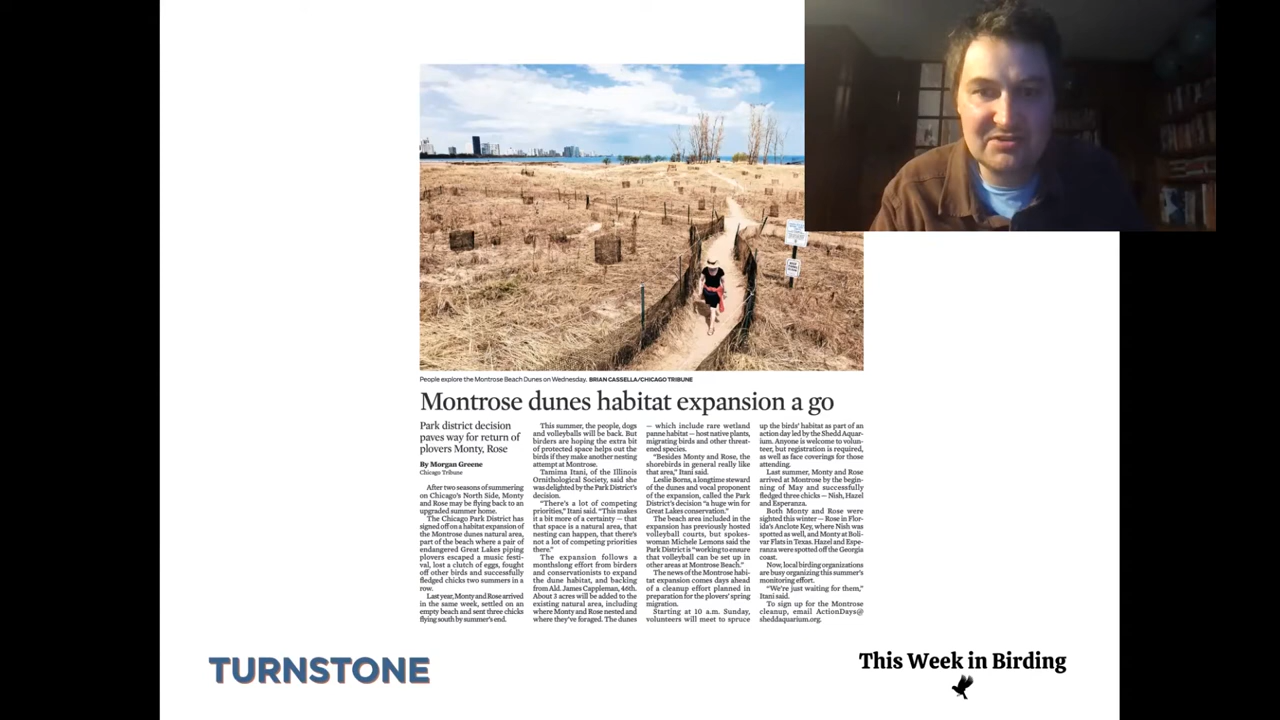 People explore the Montrose Beach Dunes on Wednesday. BRIAN CASSELLA/CHICAGO TRIBUNE
Montrose dunes habitat expansion a go
Park district decision
paves way for return of
plovers Monty, Rose
By Morgan Greene
Chicago Tribune
After two seasons of summering
on Chicago's North Side, Monty
and Rose may be flying back to an
upgraded summer home.
The Chicago Park District has
signed off on a habitat expansion of
the Montrose dunes natural area,
part of the beach where a pair of
endangered Great Lakes piping
plovers escaped a music festi-
val, lost a clutch of eggs, fought
off other birds and successfully
fledged chicks two summers in a
row.
Last year, Monty and Rose arrived
in the same week, settled on an
empty beach and sent three chicks
flying south by summer's end.
This summer, the people, dogs
and volleyballs will be back. But
birders are hoping the extra bit
of protected space helps out the
birds if they make another nesting
attempt at Montrose.
Tamima Itani, of the Illinois
Ornithological Society, said she
was delighted by the Park District's
decision.
"There's a lot of competing
priorities," Itani said. "This makes
it a bit more of a certainty — that
that space is a natural area, that
nesting can happen, that there's
not a lot of competing priorities
there."
The expansion follows a
monthslong effort from birders
and conservationists to expand
the dune habitat, and backing
from Ald. James Cappleman, 46th.
About 3 acres will be added to the
existing natural area, including
where Monty and Rose nested and
where they've foraged. The dunes
— which include rare wetland
panne habitat — host native plants,
migrating birds and other threat-
ened species.
"Besides Monty and Rose, the
shorebirds in general really like
that area," Itani said.
Leslie Borns, a longtime steward
of the dunes and vocal proponent
of the expansion, called the Park
District's decision "a huge win for
Great Lakes conservation."
The beach area included in the
expansion has previously hosted
volleyball courts, but spokes-
woman Michele Lemons said the
Park District is "working to ensure
that volleyball can be set up in
other areas at Montrose Beach."
The news of the Montrose habi-
tat expansion comes days ahead
of a cleanup effort planned in
preparation for the plovers' spring
migration.
Starting at 10 a.m. Sunday,
volunteers will meet to spruce
up the birds' habitat as part of an
action day led by the Shedd Aquar-
ium. Anyone is welcome to volun-
teer, but registration is required,
as well as face coverings for those
attending.
Last summer, Monty and Rose
arrived at Montrose by the begin-
ning of May and successfully
fledged three chicks — Nish, Hazel
and Esperanza.
Both Monty and Rose were
sighted this winter — Rose in Flor-
ida's Anclote Key, where Nish was
spotted as well, and Monty at Boli-
var Flats in Texas. Hazel and Espe-
ranza were spotted off the Georgia
coast.
Now, local birding organizations
are busy organizing this summer's
monitoring effort.
"We're just waiting for them,"
Itani said.
To sign up for the Montrose
cleanup, email ActionDays@
sheddaquarium.org.
TURNSTONE
This Week in Birding